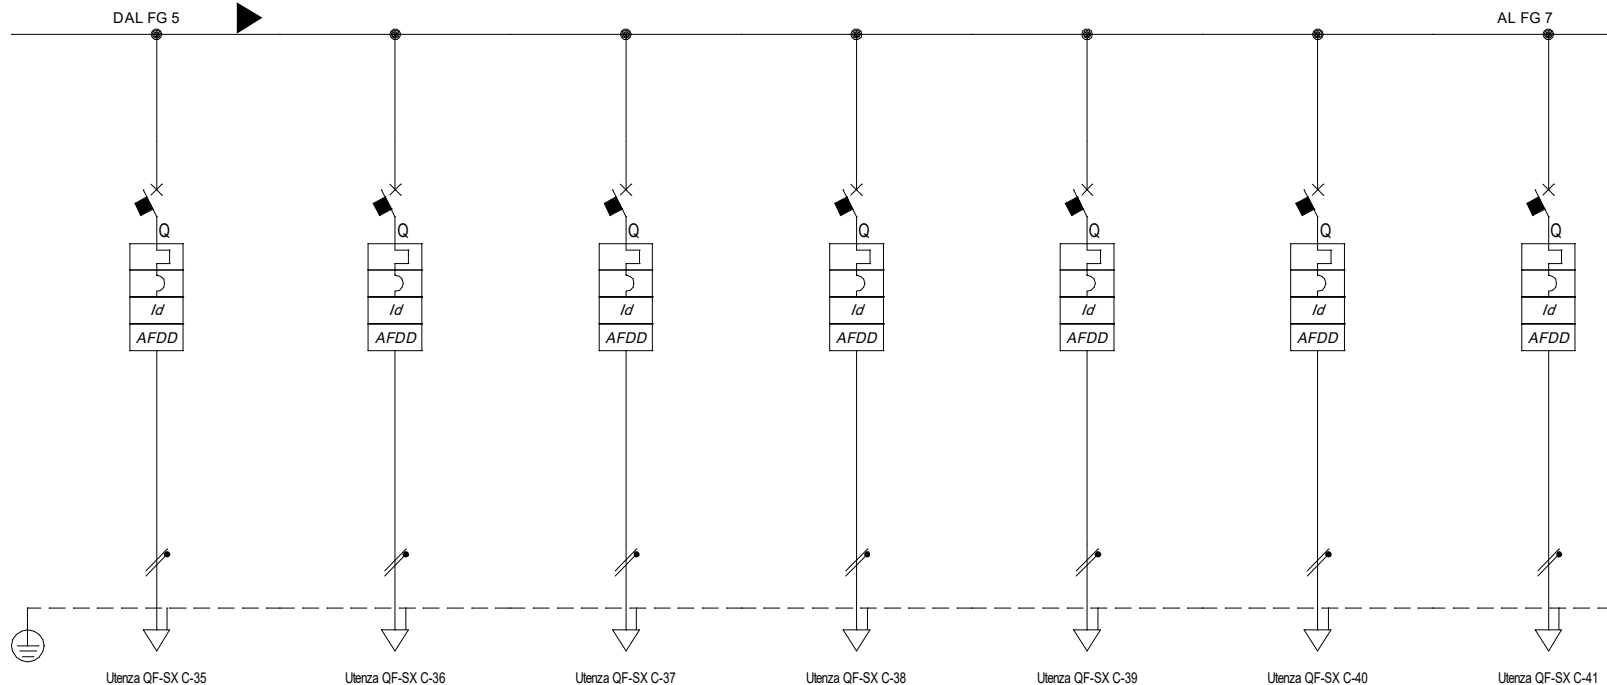 DAL FG 5 AL FG 7
Q Q Q Q Q Q Q
Id Id Id Id Id Id Id
AFDD AFDD AFDD AFDD AFDD AFDD AFDD
Utenza QF-SX C-35 Utenza QF-SX C-36 Utenza QF-SX C-37 Utenza QF-SX C-38 Utenza QF-SX C-39 Utenza QF-SX C-40 Utenza QF-SX C-41